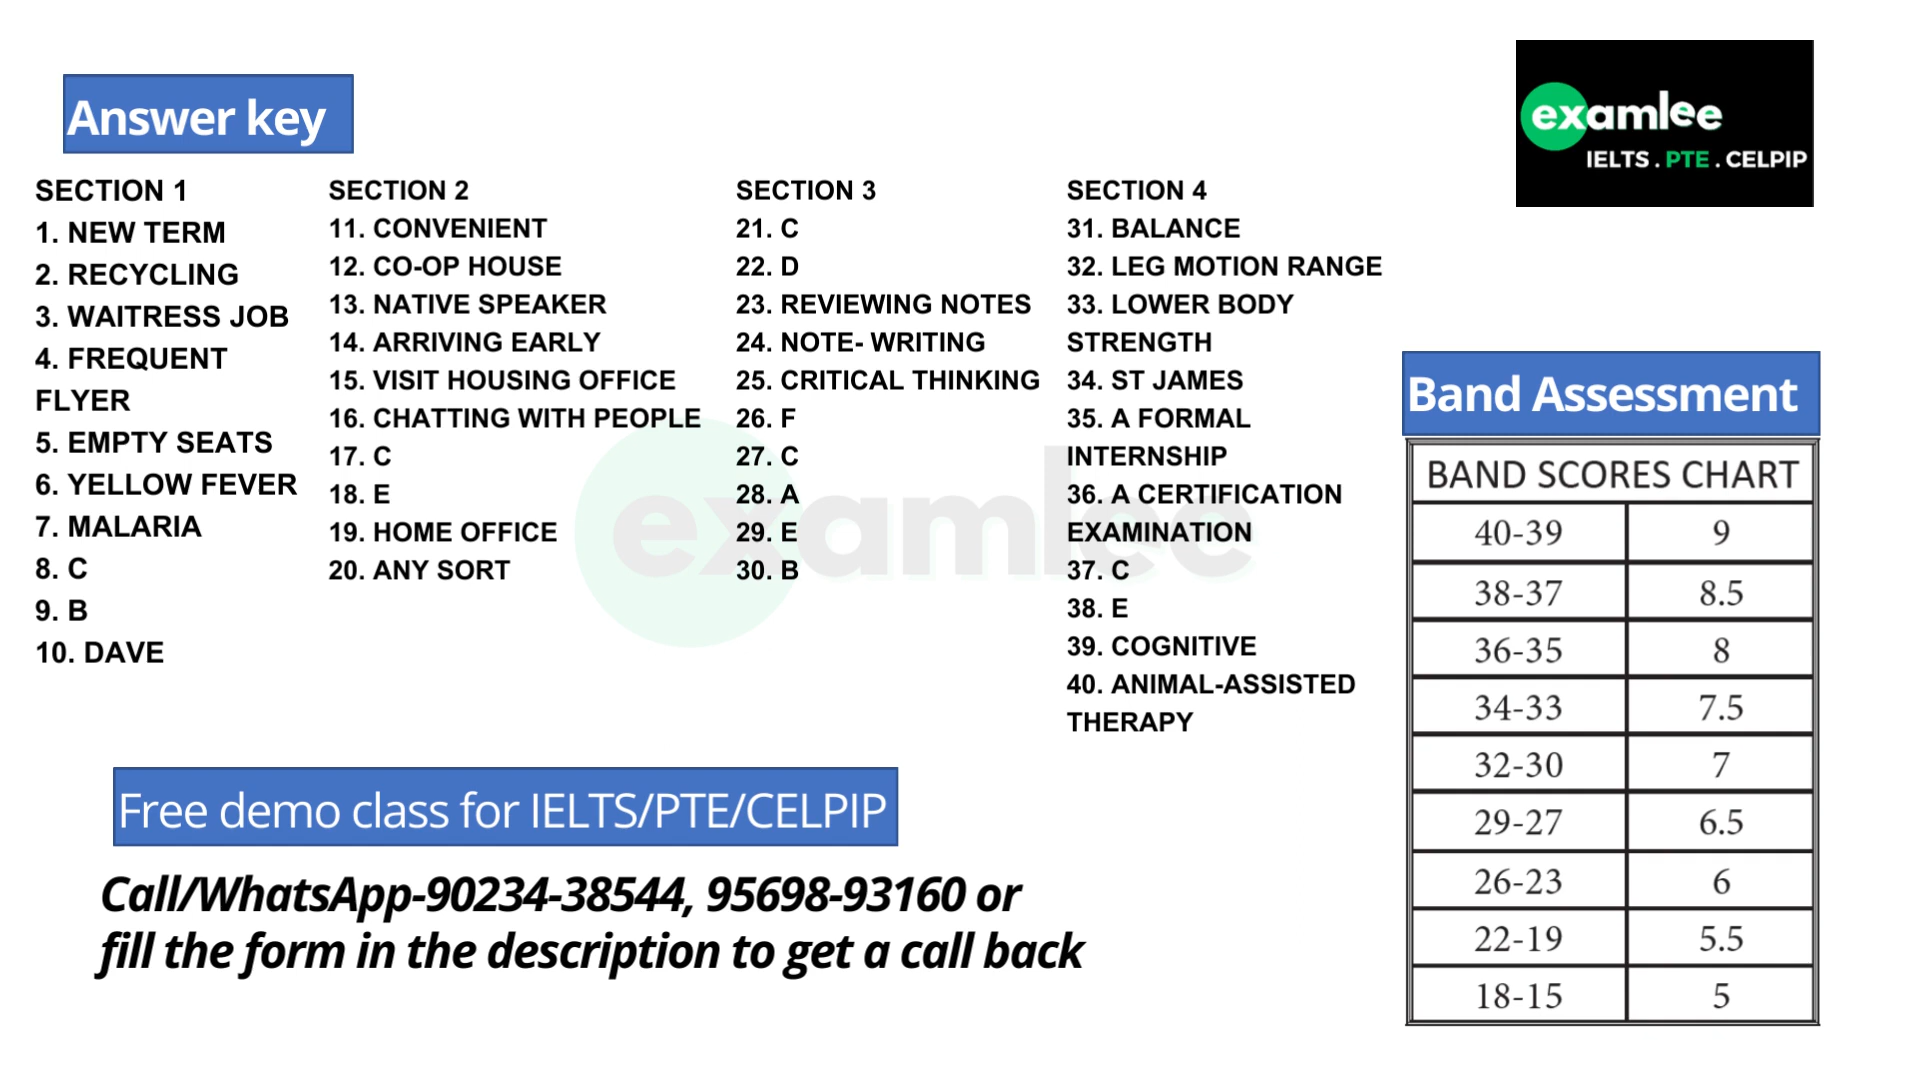 Answer key
examlee
IELTS . PTE . CELPIP
SECTION 1
1. NEW TERM
2. RECYCLING
3. WAITRESS JOB
4. FREQUENT
FLYER
5. EMPTY SEATS
6. YELLOW FEVER
7. MALARIA
8. C
9. B
10. DAVE
SECTION 2
11. CONVENIENT
12. CO-OP HOUSE
13. NATIVE SPEAKER
14. ARRIVING EARLY
15. VISIT HOUSING OFFICE
16. CHATTING WITH PEOPLE
17. C
18. E
19. HOME OFFICE
20. ANY SORT
SECTION 3
21. C
22. D
23. REVIEWING NOTES
24. NOTE- WRITING
25. CRITICAL THINKING
26. F
27. C
28. A
29. E
30. B
SECTION 4
31. BALANCE
32. LEG MOTION RANGE
33. LOWER BODY
STRENGTH
34. ST JAMES
35. A FORMAL
INTERNSHIP
36. A CERTIFICATION
EXAMINATION
37. C
38. E
39. COGNITIVE
40. ANIMAL-ASSISTED
THERAPY
examlee
Band Assessment
BAND SCORES CHART
40-39 9
38-37 8.5
36-35 8
34-33 7.5
32-30 7
29-27 6.5
26-23 6
22-19 5.5
18-15 5
Free demo class for IELTS/PTE/CELPIP
Call/WhatsApp-90234-38544, 95698-93160 or
fill the form in the description to get a call back